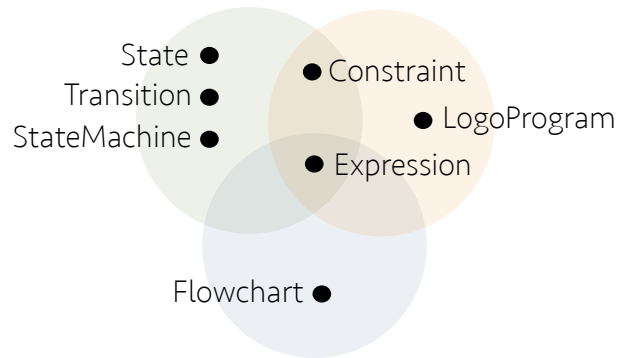 State
Constraint
Transition
LogoProgram
StateMachine
Expression
Flowchart